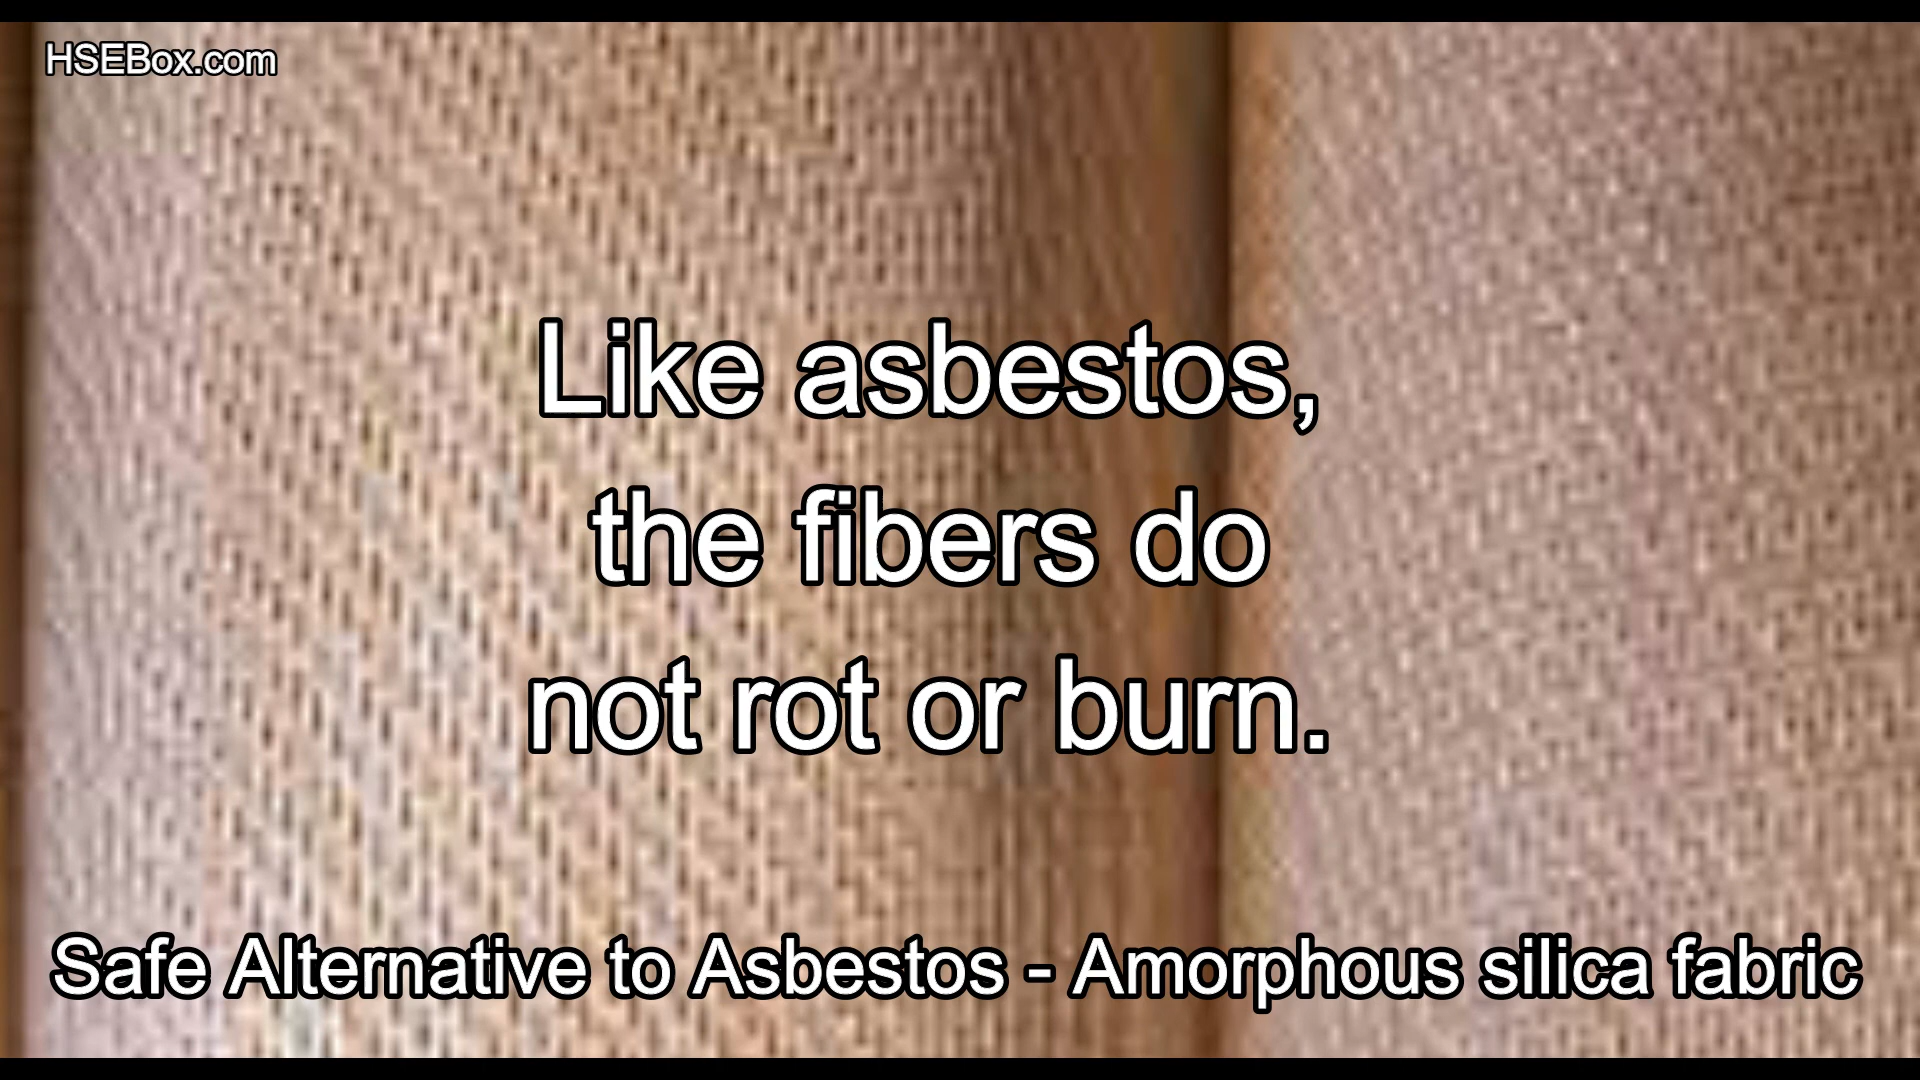 HSEBox.com
Like asbestos,
the fibers do
not rot or burn.
Safe Alternative to Asbestos - Amorphous silica fabric